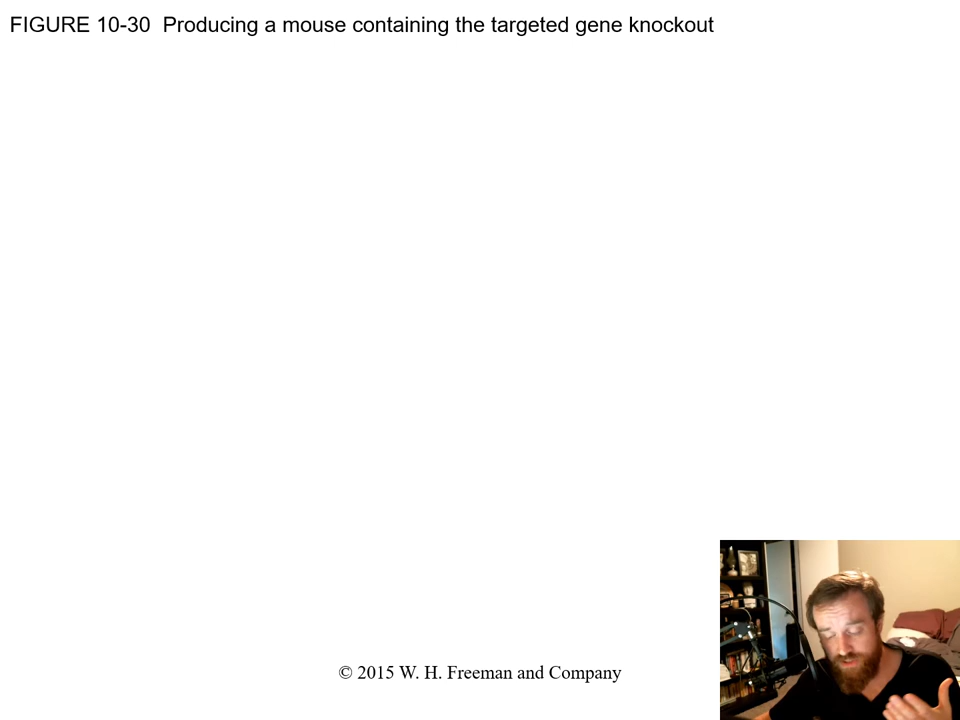 FIGURE 10-30 Producing a mouse containing the targeted gene knockout
© 2015 W. H. Freeman and Company